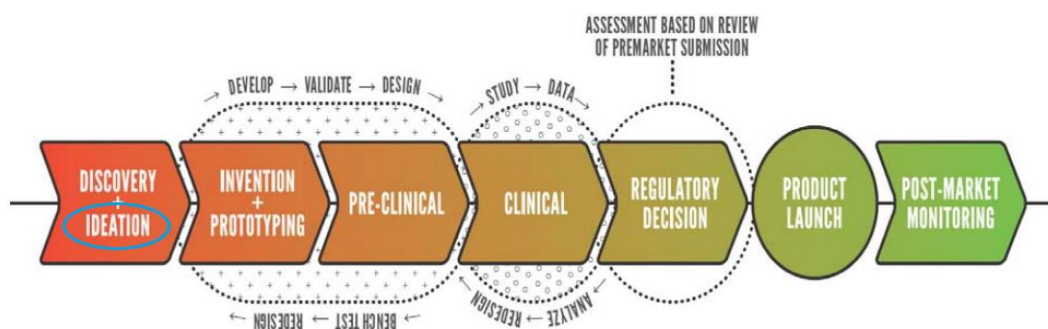 ASSESSMENT BASED ON REVIEW
OF PREMARKET SUBMISSION
→ DEVELOP → VALIDATE → DESIGN →
→ STUDY → DATA →
DISCOVERY
+
IDEATION
INVENTION
+
PROTOTYPING
PRE-CLINICAL
CLINICAL
REGULATORY
DECISION
PRODUCT
LAUNCH
POST-MARKET
MONITORING
→ BENCH TEST → REDESIGN →
→ ANALYZE → REDESIGN →